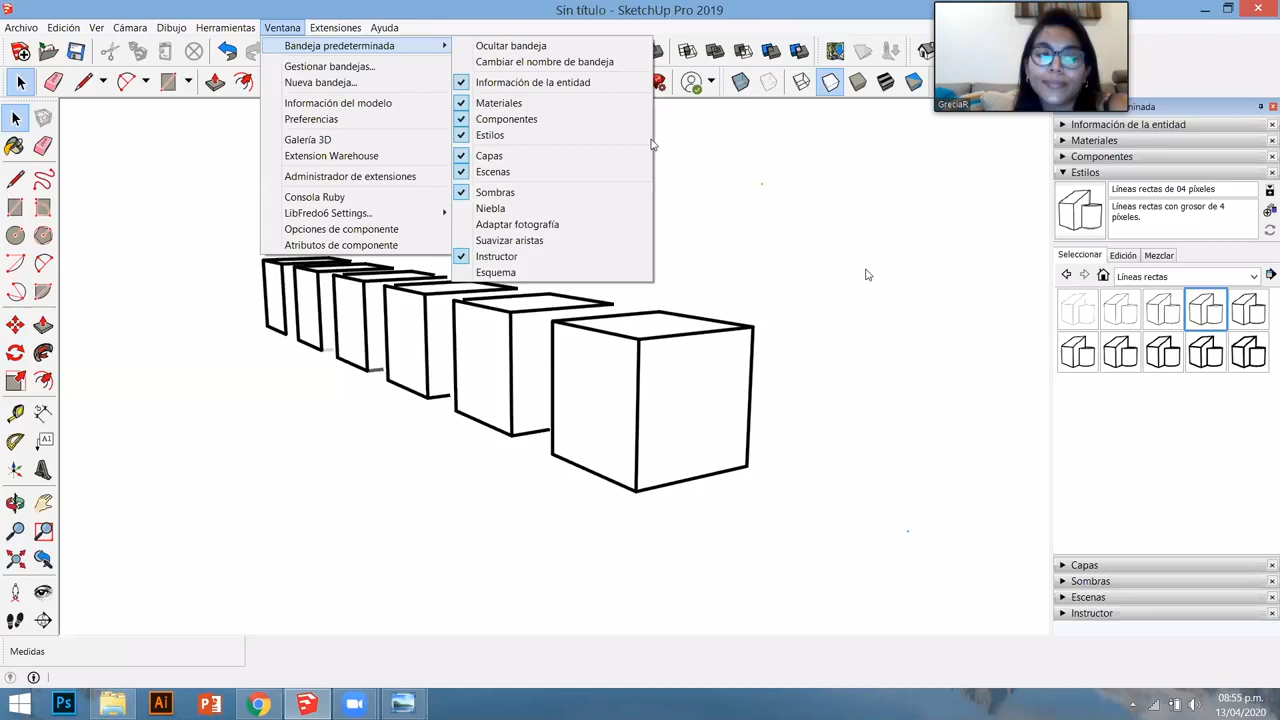 Sin título - SketchUp Pro 2019
Archivo Edición Ver Cámara Dibujo Herramientas Ventana Extensiones Ayuda
Bandeja predeterminada
Gestionar bandejas...
Nueva bandeja...
Información del modelo
Preferencias
Galería 3D
Extension Warehouse
Administrador de extensiones
Consola Ruby
LibFredo6 Settings...
Opciones de componente
Atributos de componente
Ocultar bandeja
Cambiar el nombre de bandeja
Información de la entidad
Materiales
Componentes
Estilos
Capas
Escenas
Sombras
Niebla
Adaptar fotografía
Suavizar aristas
Instructor
Esquema
GreciaR
minada
Información de la entidad
Materiales
Componentes
Estilos
Líneas rectas de 04 píxeles
Líneas rectas con grosor de 4
píxeles.
Seleccionar Edición Mezclar
Líneas rectas
Capas
Sombras
Escenas
Instructor
A1
Medidas
Ps
Ai
08:55 p.m.
13/04/2020